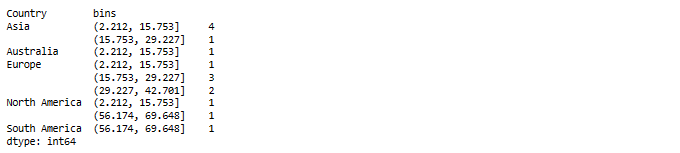 Country        bins
Asia           (2.212, 15.753]     4
               (15.753, 29.227]    1
Australia      (2.212, 15.753]     1
Europe         (2.212, 15.753]     1
               (15.753, 29.227]    3
               (29.227, 42.701]    2
North America  (2.212, 15.753]     1
               (56.174, 69.648]    1
South America  (56.174, 69.648]    1
dtype: int64